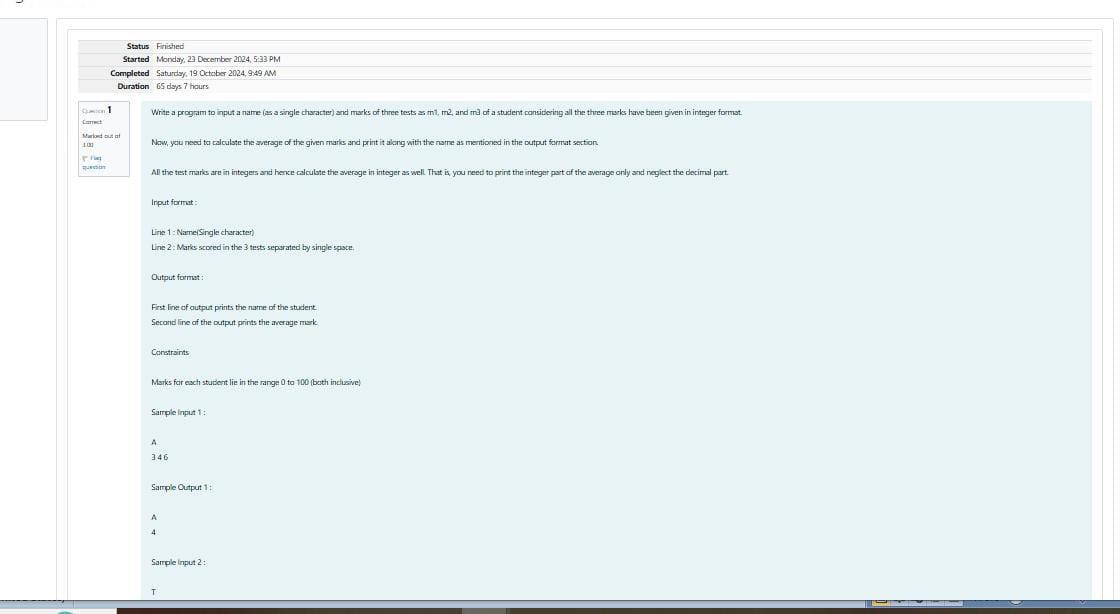 Status Finished
Started Monday, 23 December 2024, 5:33 PM
Completed Saturday, 19 October 2024, 9:49 AM
Duration 65 days 7 hours
Question 1
Correct
Marked out of
Flag
question
Write a program to input a name (as a single character) and marks of three tests as m1, m2, and m3 of a student considering all the three marks have been given in integer format.
Now, you need to calculate the average of the given marks and print it along with the name as mentioned in the output format section.
All the test marks are in integers and hence calculate the average in integer as well. That is, you need to print the integer part of the average only and neglect the decimal part.
Input format :
Line 1 : Name(Single character)
Line 2 : Marks scored in the 3 tests separated by single space.
Output format :
First line of output prints the name of the student.
Second line of the output prints the average mark.
Constraints
Marks for each student lie in the range 0 to 100 (both inclusive)
Sample Input 1 :
A
3 4 6
Sample Output 1 :
A
4
Sample Input 2 :
T